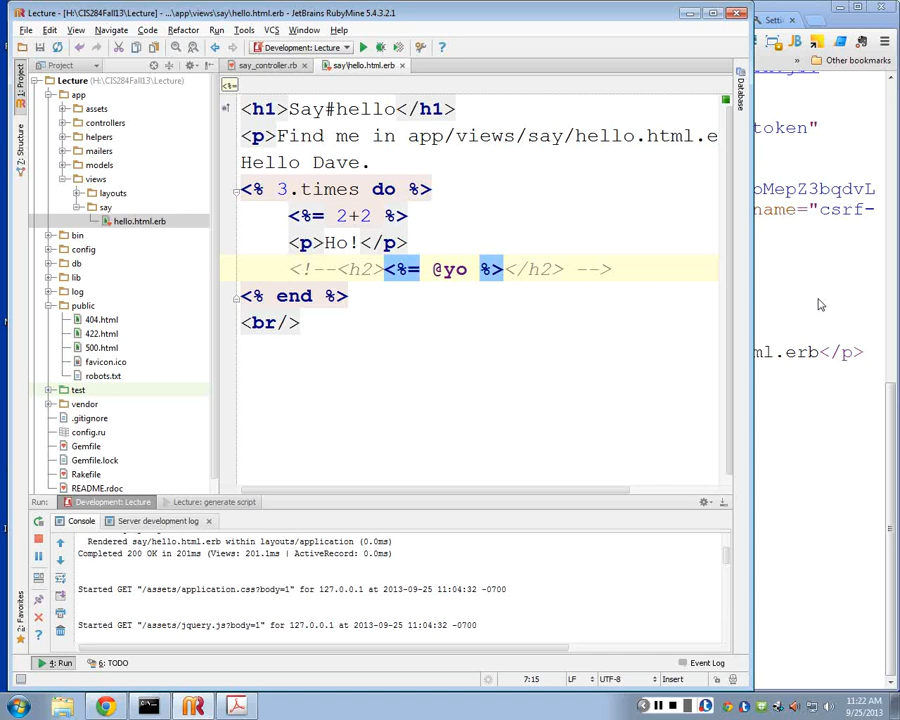 Lecture [H:\CIS284Fall13\Lecture] - ...\app\views\say\hello.html.erb - JetBrains RubyMine 5.4.3.2.1
File Edit View Navigate Code Refactor Run Tools VCS Window Help
Development: Lecture
Other bookmarks
Project
say_controller.rb
say\hello.html.erb
<%=
1: Project
Z: Structure
2: Favorites
Database
Lecture (H:\CIS284Fall13\Lecture)
app
assets
controllers
helpers
mailers
models
views
layouts
say
hello.html.erb
bin
config
db
lib
log
public
404.html
422.html
500.html
favicon.ico
robots.txt
test
vendor
.gitignore
config.ru
Gemfile
Gemfile.lock
Rakefile
README.rdoc
<h1>Say#hello</h1>
<p>Find me in app/views/say/hello.html.e
Hello Dave.
<% 3.times do %>
<%= 2+2 %>
<p>Ho!</p>
<!--<h2><%= @yo %></h2> -->
<% end %>
<br/>
token"
oMepZ3bqdvL
name="csrf-
ml.erb</p>
Run: Development: Lecture Lecture: generate script
Console Server development log
Rendered say/hello.html.erb within layouts/application (0.0ms)
Completed 200 OK in 201ms (Views: 201.1ms | ActiveRecord: 0.0ms)
Started GET "/assets/application.css?body=1" for 127.0.0.1 at 2013-09-25 11:04:32 -0700
Started GET "/assets/jquery.js?body=1" for 127.0.0.1 at 2013-09-25 11:04:32 -0700
4: Run
6: TODO
Event Log
7:15 LF UTF-8 Insert
11:22 AM
9/25/2013